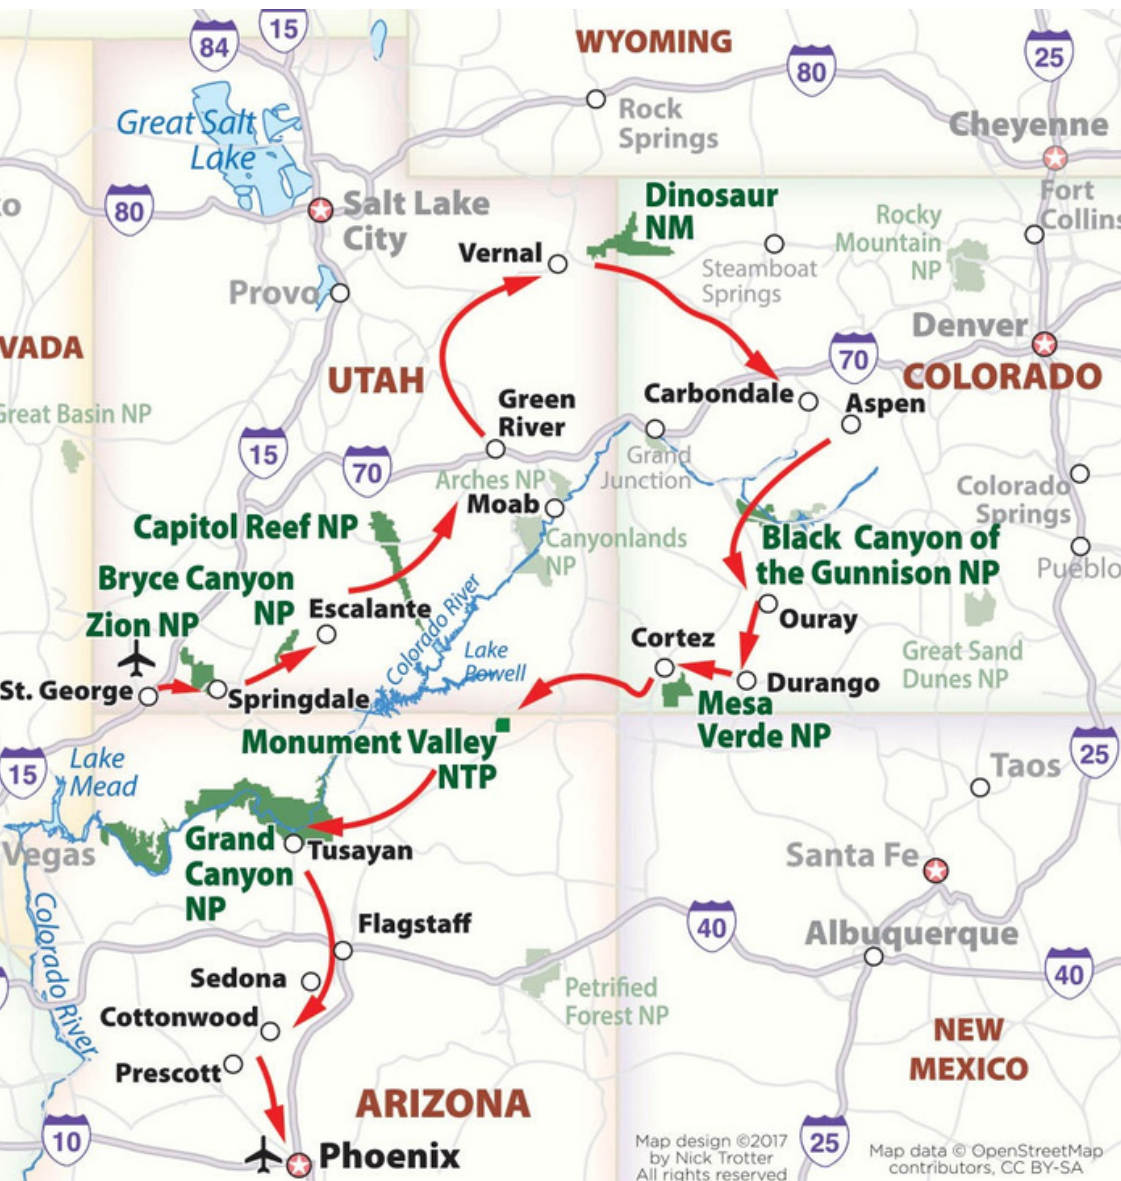 84
15
WYOMING
80
25
Rock
Springs
Cheyenne
Great Salt
Lake
Fort
Collins
80
Salt Lake
City
Dinosaur
NM
Rocky
Mountain
NP
Vernal
Steamboat
Springs
Provo
Denver
VADA
UTAH
70
COLORADO
Carbondale
Aspen
Great Basin NP
Green
River
15
70
Grand
Junction
Arches NP
Moab
Colorado
Springs
Capitol Reef NP
Canyonlands
NP
Black Canyon of
the Gunnison NP
Pueblo
Bryce Canyon
NP
Zion NP
Escalante
Colorado River
Ouray
Cortez
Lake
Powell
Great Sand
Dunes NP
St. George
Springdale
Durango
Mesa
Verde NP
Monument Valley
NTP
15
Lake
Mead
25
Taos
Vegas
Grand
Canyon
NP
Tusayan
Santa Fe
Colorado River
Flagstaff
40
Albuquerque
40
Sedona
Petrified
Forest NP
Cottonwood
Prescott
NEW
MEXICO
ARIZONA
10
Phoenix
25
Map design ©2017
by Nick Trotter
All rights reserved
Map data © OpenStreetMap
contributors, CC BY-SA